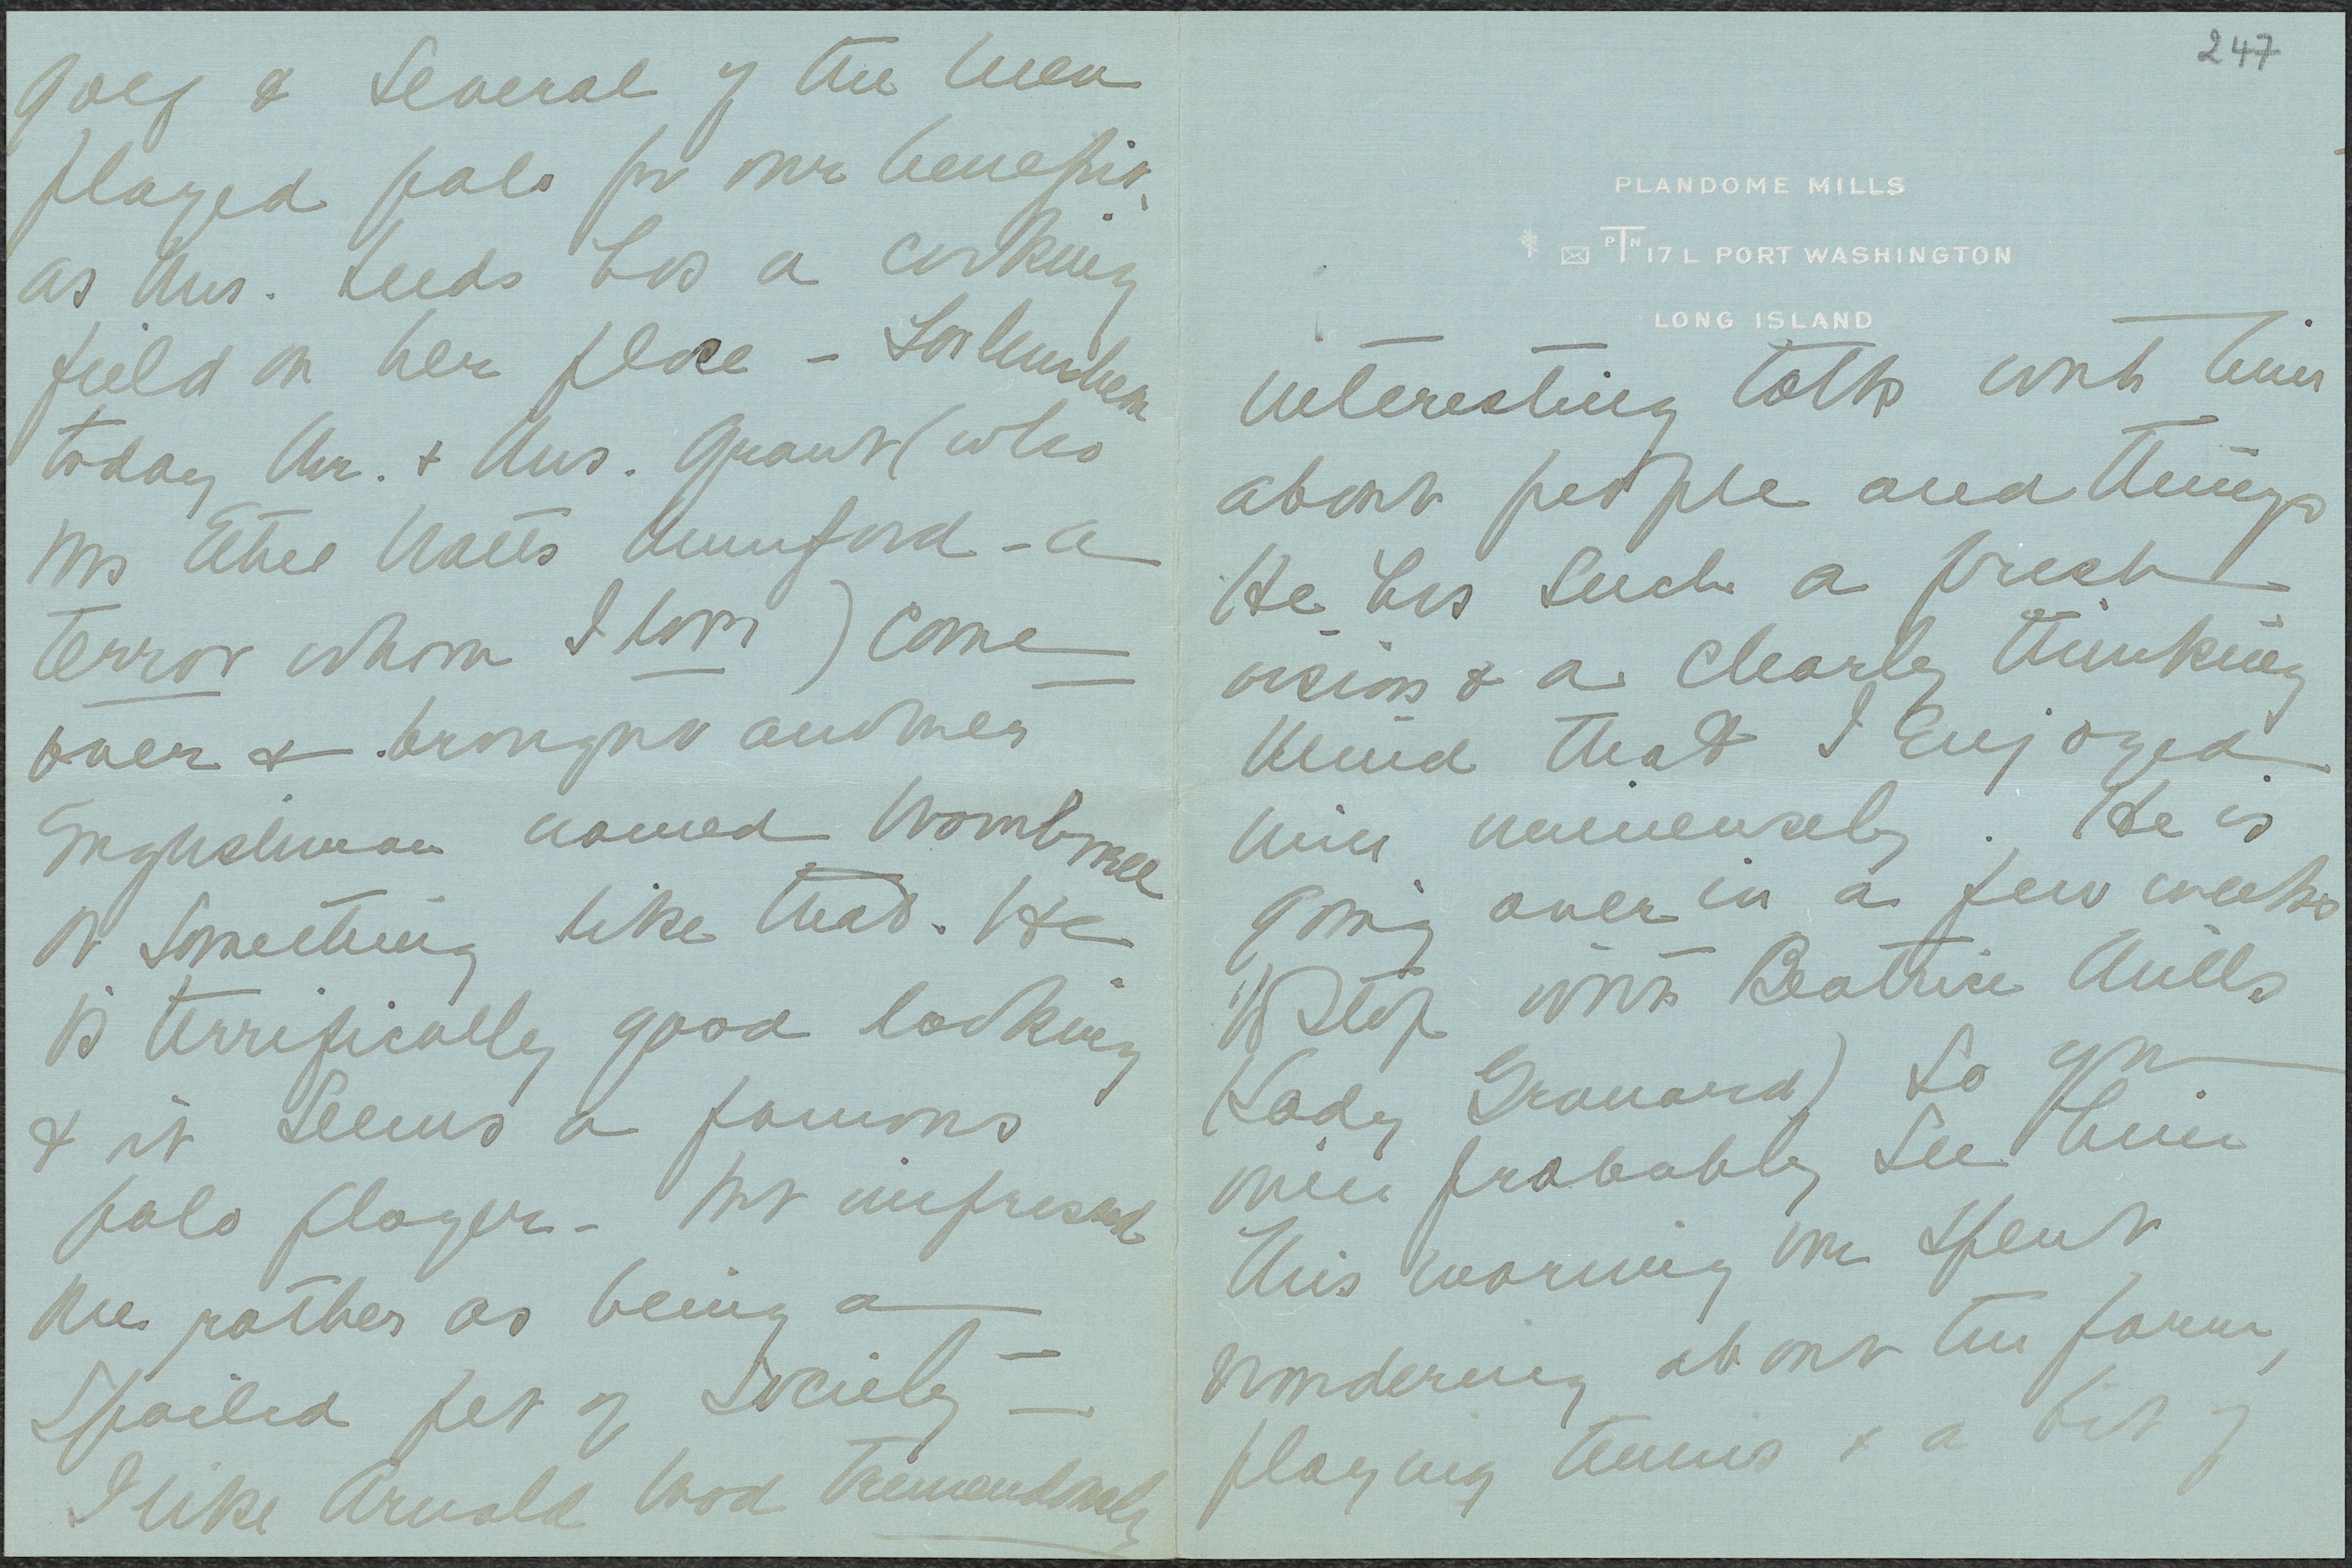 golf & several of the men
played polo for our benefit,
as Mrs. Leeds has a corking
field on her place –
today Mr. & Mrs. Grant (who
was Ethel Watts Mumford – a
terror whom I loathe) came
over & brought another
Englishman named Wombwell
or something like that. He
is terrifically good looking
& it seems a famous
polo player – but impressed
me rather as being a
spoiled pet of society –
I like Arnold Wood tremendously
247
PLANDOME MILLS
PTN 17 L PORT WASHINGTON
LONG ISLAND
interesting talks with him
about people and things
He has such a fresh
vision & a clearly thinking
mind that I enjoyed
him immensely. He is
going over in a few weeks
to stop with Beatrice Mills
(Lady Granard) so you
will probably see him
This morning we spent
wandering about the farm,
playing tennis & a bit of